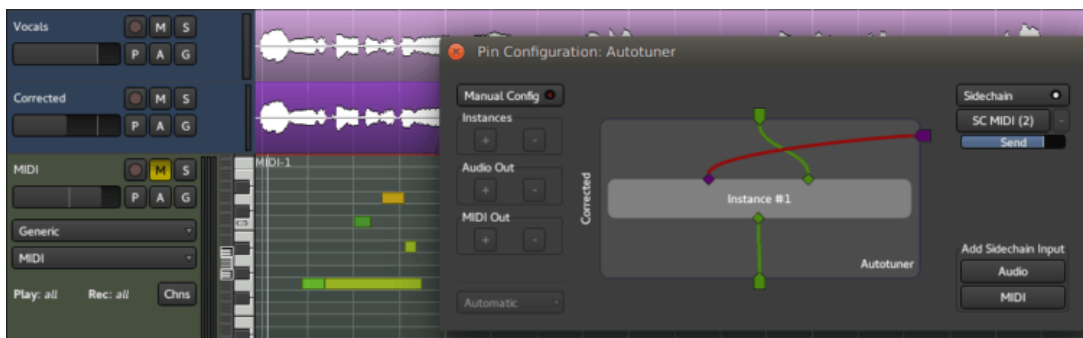 Vocals
M S
P A G
Corrected
M S
P A G
MIDI
M S
P A G
Generic
MIDI
Play: all Rec: all Chns
MIDI-1
C3
Pin Configuration: Autotuner
Manual Config
Instances
+ -
Audio Out
+ -
MIDI Out
+ -
Automatic
Corrected
Instance #1
Autotuner
Sidechain
SC MIDI (2) -
Send
Add Sidechain Input
Audio
MIDI